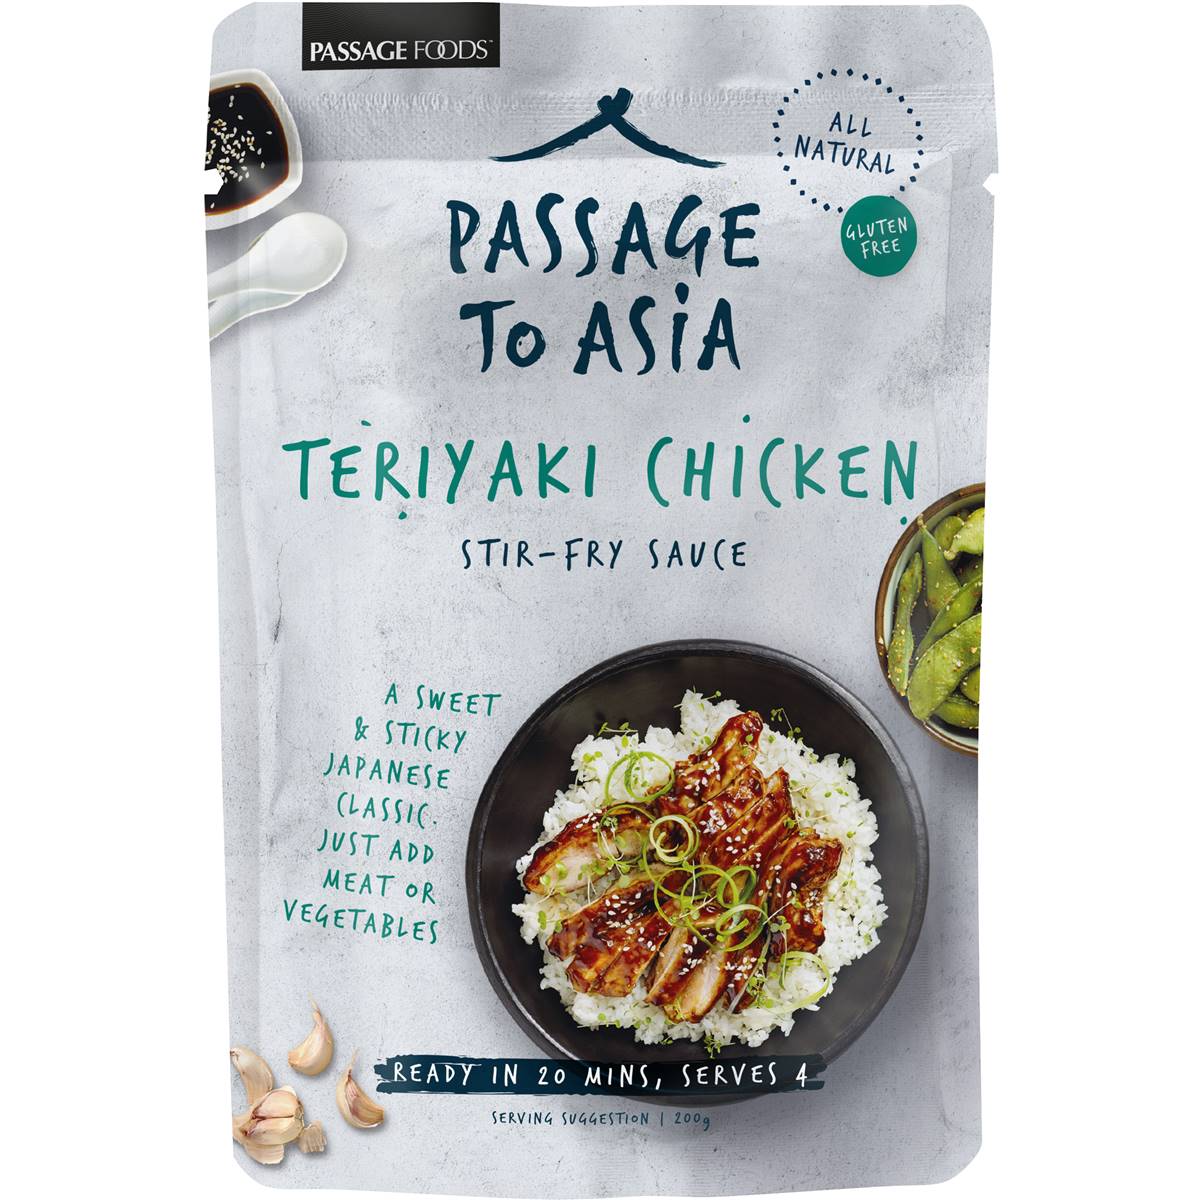 PASSAGE FOODS™
ALL
NATURAL
GLUTEN
FREE
PASSAGE
TO ASIA
TERIYAKI CHICKEN
STIR-FRY SAUCE
A SWEET
& STICKY
JAPANESE
CLASSIC.
JUST ADD
MEAT OR
VEGETABLES
READY IN 20 MINS, SERVES 4
SERVING SUGGESTION | 200g